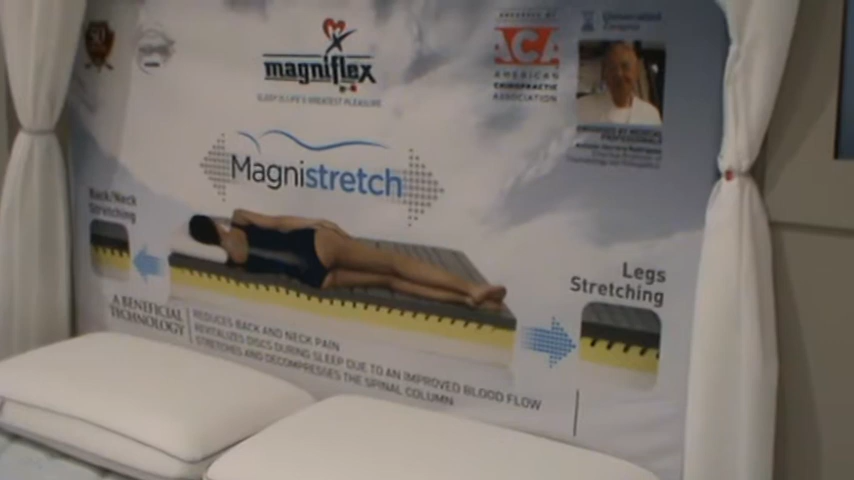 50
magniflex
SLEEP IS LIFE'S GREATEST PLEASURE
ACA
AMERICAN
CHIROPRACTIC
ASSOCIATION
Magnistretch
Back/Neck
Stretching
Legs
Stretching
A BENEFICIAL
TECHNOLOGY
REDUCES BACK AND NECK PAIN
REVITALIZES DISCS DURING SLEEP DUE TO AN IMPROVED BLOOD FLOW
STRETCHES AND DECOMPRESSES THE SPINAL COLUMN